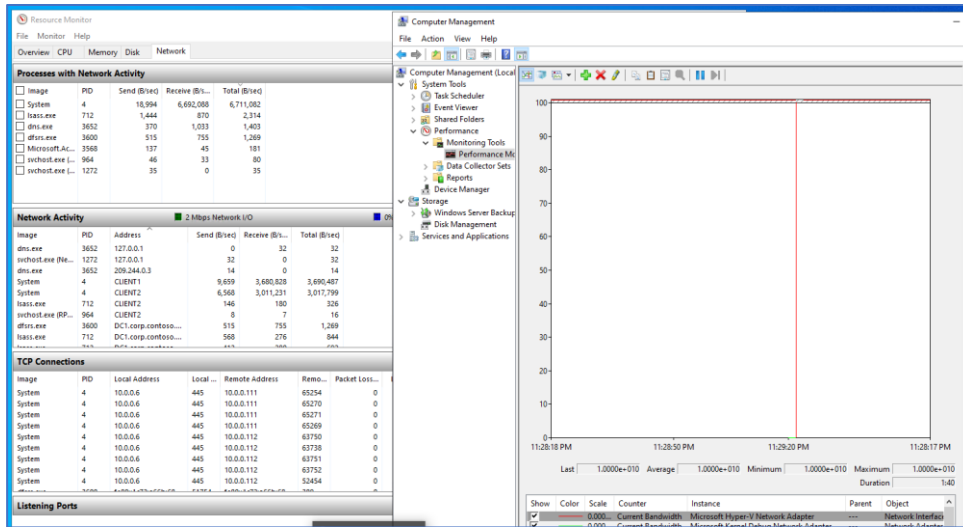 Resource Monitor
File Monitor Help
Overview CPU Memory Disk Network
Processes with Network Activity
Image PID Send (B/sec) Receive (B/s... Total (B/sec)
System 4 18,994 6,692,088 6,711,082
lsass.exe 712 1,444 870 2,314
dns.exe 3652 370 1,033 1,403
dfsrs.exe 3600 515 755 1,269
Microsoft.Ac... 3568 137 45 181
svchost.exe (... 964 46 33 80
svchost.exe (... 1272 35 0 35
Network Activity 2 Mbps Network I/O 0%
Image PID Address Send (B/sec) Receive (B/s... Total (B/sec)
dns.exe 3652 127.0.0.1 0 32 32
svchost.exe (Ne... 1272 127.0.0.1 32 0 32
dns.exe 3652 209.244.0.3 14 0 14
System 4 CLIENT1 9,659 3,680,828 3,690,487
System 4 CLIENT2 6,568 3,011,231 3,017,799
lsass.exe 712 CLIENT2 146 180 326
svchost.exe (RP... 964 CLIENT2 8 7 16
dfsrs.exe 3600 DC1.corp.contoso.... 515 755 1,269
lsass.exe 712 DC1.corp.contoso.... 568 276 844
TCP Connections
Image PID Local Address Local ... Remote Address Remo... Packet Loss...
System 4 10.0.0.6 445 10.0.0.111 65254 0
System 4 10.0.0.6 445 10.0.0.111 65270 0
System 4 10.0.0.6 445 10.0.0.111 65271 0
System 4 10.0.0.6 445 10.0.0.111 65269 0
System 4 10.0.0.6 445 10.0.0.112 63750 0
System 4 10.0.0.6 445 10.0.0.112 63738 0
System 4 10.0.0.6 445 10.0.0.112 63751 0
System 4 10.0.0.6 445 10.0.0.112 63752 0
System 4 10.0.0.6 445 10.0.0.112 52454 0
Listening Ports
Computer Management
File Action View Help
Computer Management (Local
System Tools
Task Scheduler
Event Viewer
Shared Folders
Performance
Monitoring Tools
Performance Mo
Data Collector Sets
Reports
Device Manager
Storage
Windows Server Backup
Disk Management
Services and Applications
100
90
80
70
60
50
40
30
20
10
0
11:28:18 PM 11:28:50 PM 11:29:20 PM 11:28:17 PM
Last 1.0000e+010 Average 1.0000e+010 Minimum 1.0000e+010 Maximum 1.0000e+010
Duration 1:40
Show Color Scale Counter Instance Parent Object
0.000... Current Bandwidth Microsoft Hyper-V Network Adapter --- Network Interface
0.000... Current Bandwidth Microsoft Kernel Debug Network Adapter --- Network Adapter